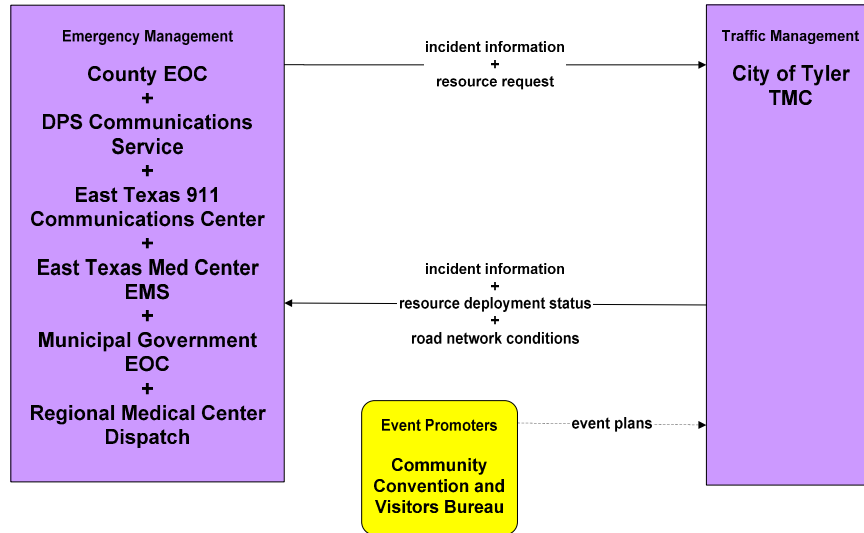 Emergency Management
County EOC
+
DPS Communications
Service
+
East Texas 911
Communications Center
+
East Texas Med Center
EMS
+
Municipal Government
EOC
+
Regional Medical Center
Dispatch
incident information
+
resource request
incident information
+
resource deployment status
+
road network conditions
Event Promoters
Community
Convention and
Visitors Bureau
event plans
Traffic Management
City of Tyler
TMC